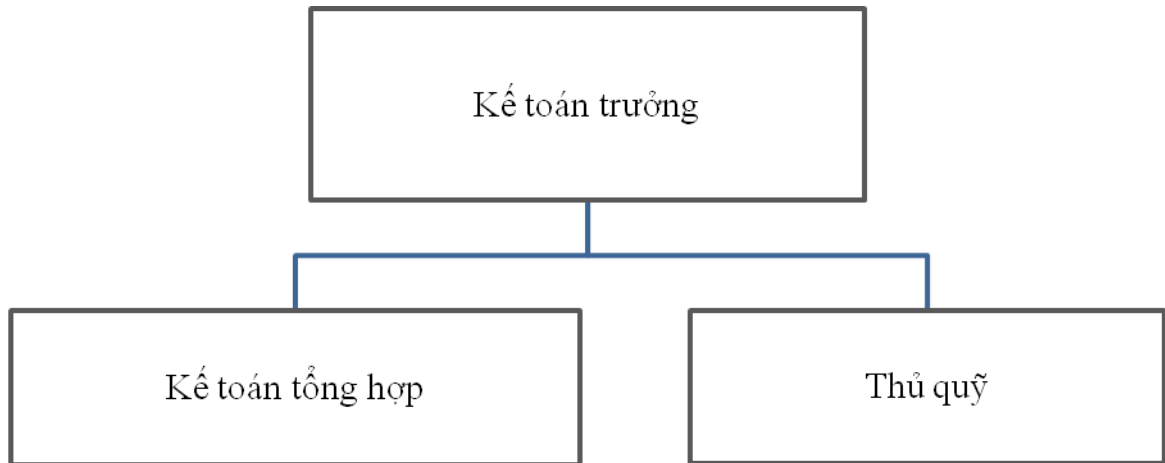 Kế toán trưởng
Kế toán tổng hợp
Thủ quỹ